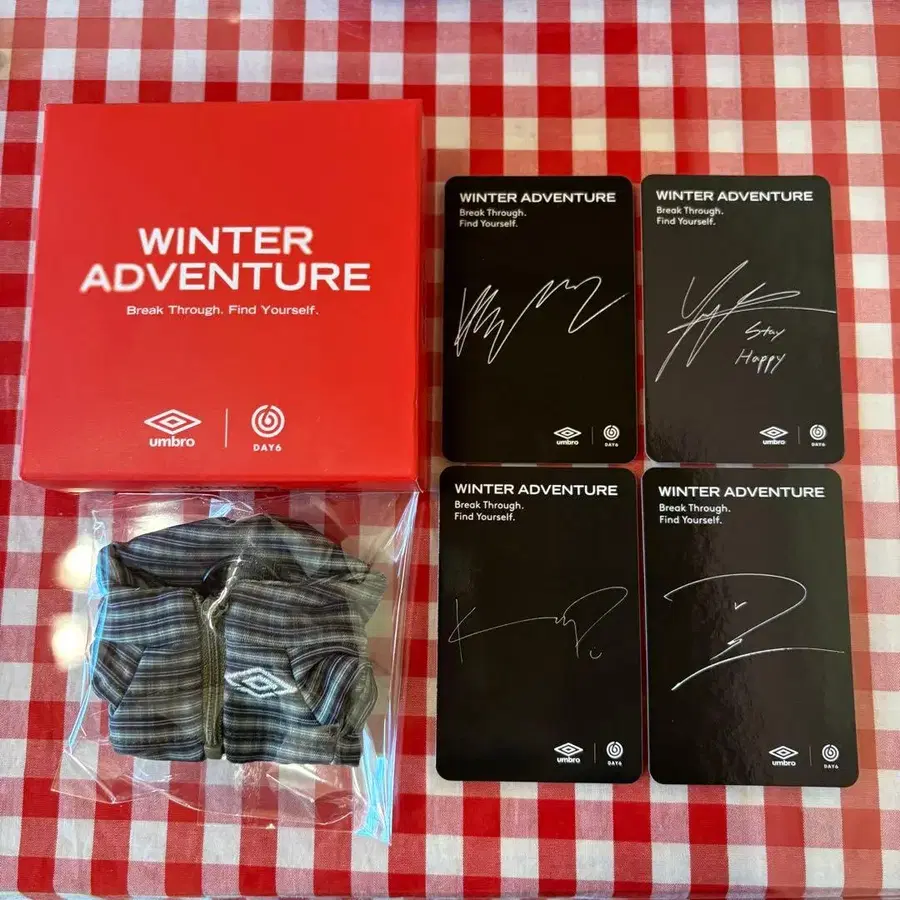 WINTER
ADVENTURE
Break Through. Find Yourself.
umbro
DAY6
WINTER ADVENTURE
Break Through.
Find Yourself.
umbro
DAY6
WINTER ADVENTURE
Break Through.
Find Yourself.
Stay
Happy
umbro
DAY6
WINTER ADVENTURE
Break Through.
Find Yourself.
umbro
DAY6
WINTER ADVENTURE
Break Through.
Find Yourself.
umbro
DAY6